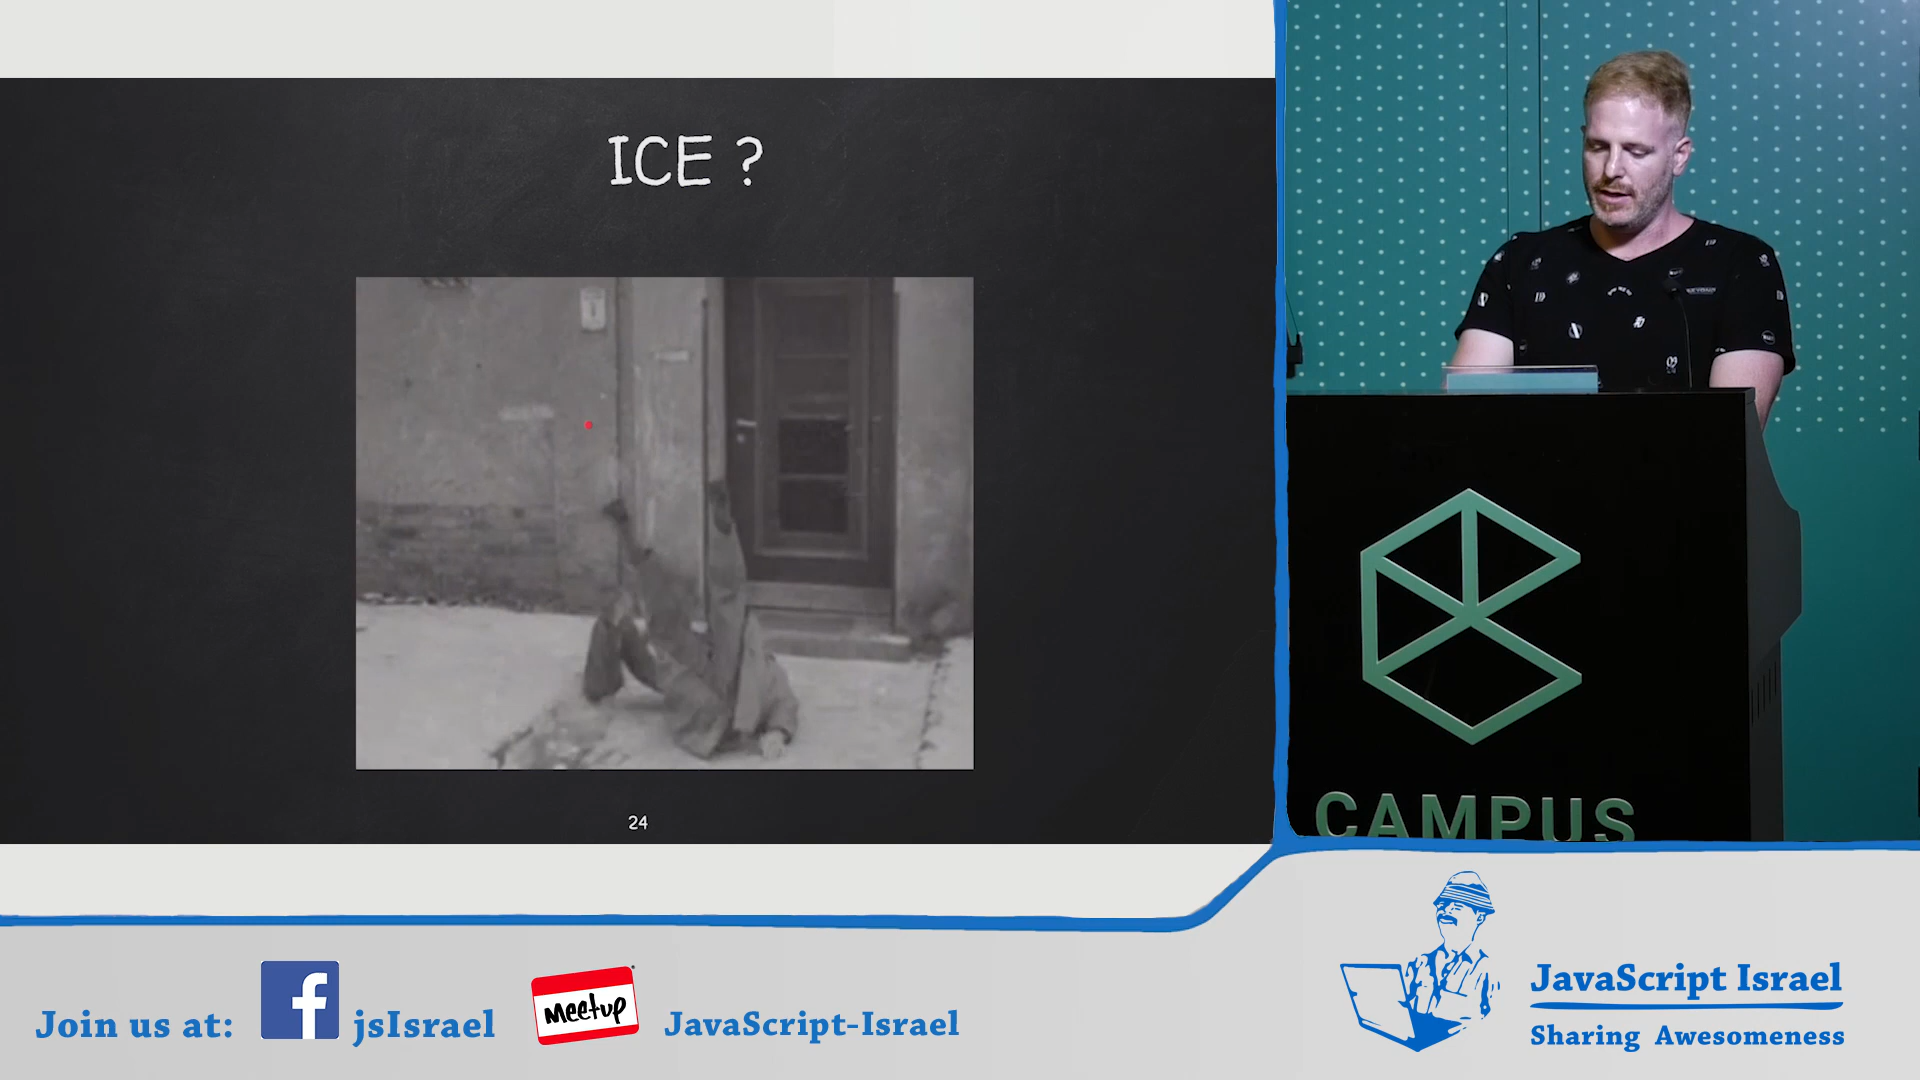 ICE ?
24
CAMPUS
Join us at:
f
jsIsrael
Meetup
JavaScript-Israel
JavaScript Israel
Sharing Awesomeness